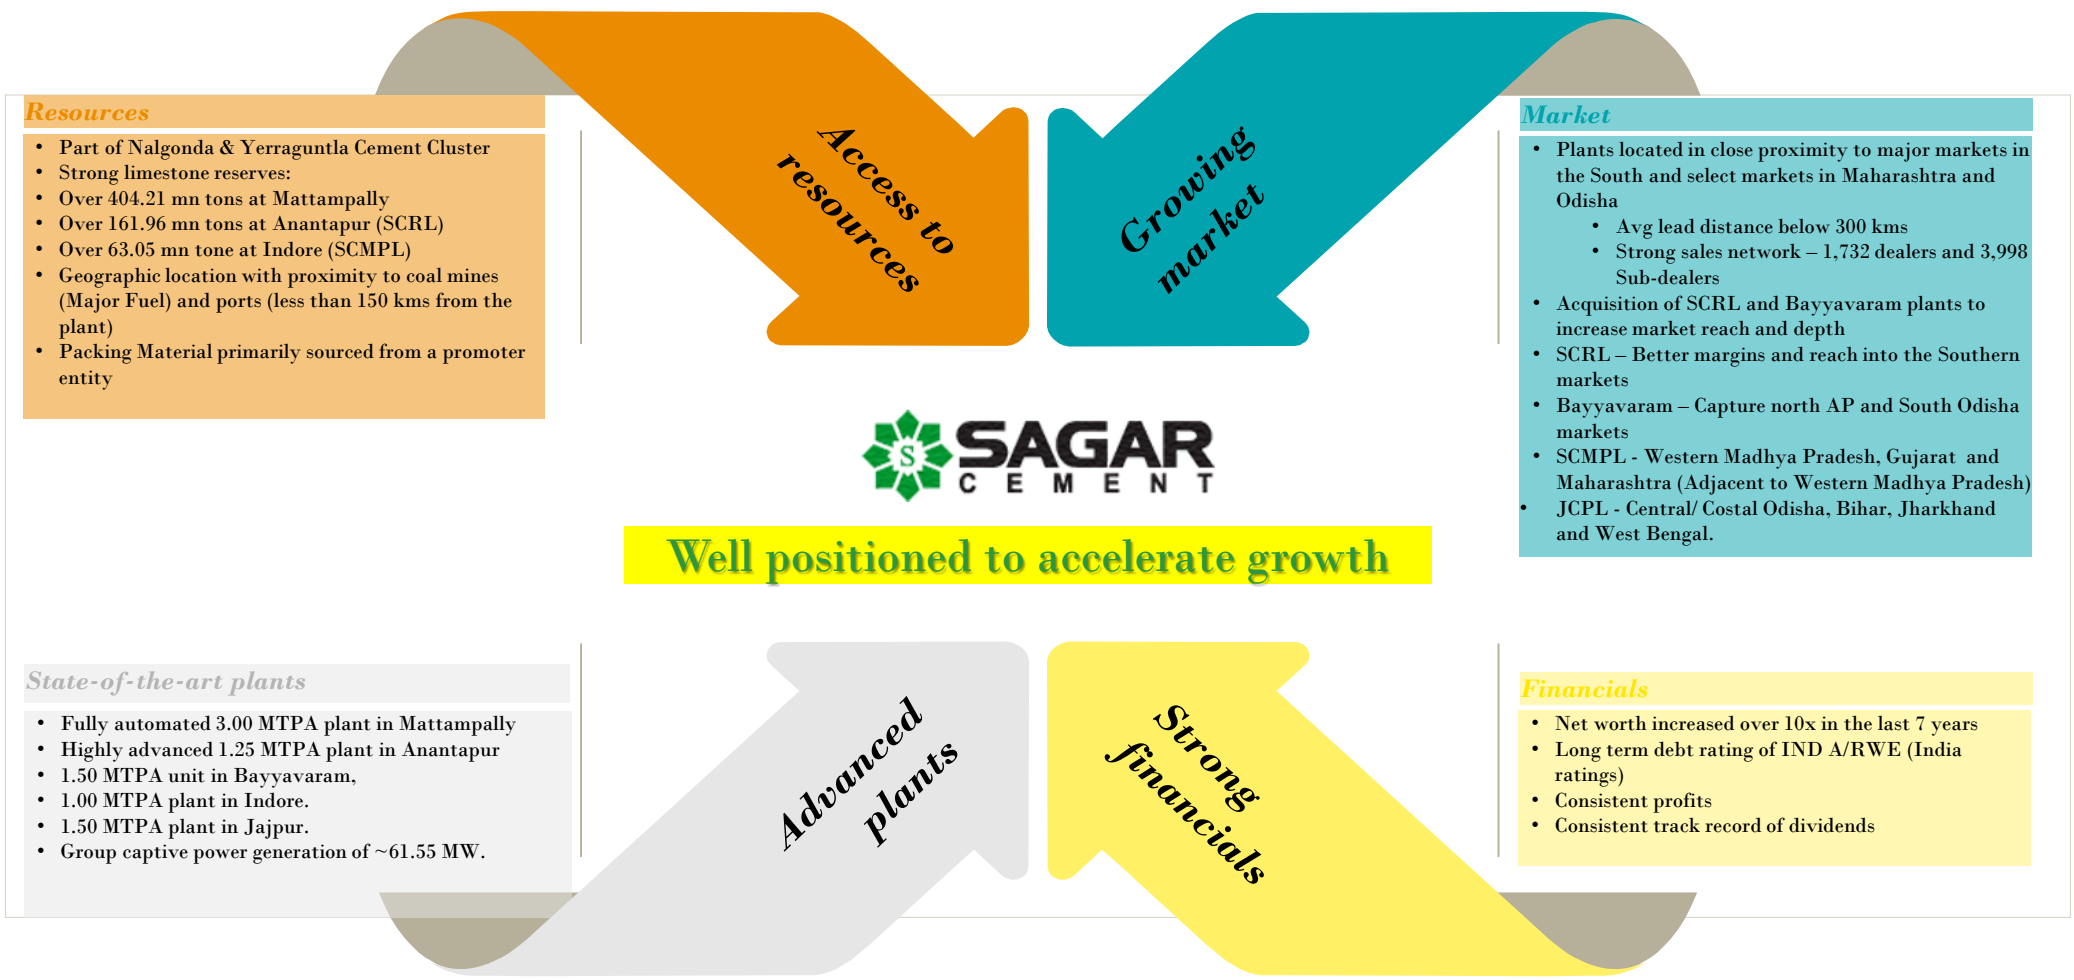 Access to
resources
Growing
market
Resources
• Part of Nalgonda & Yerraguntla Cement Cluster
• Strong limestone reserves:
• Over 404.21 mn tons at Mattampally
• Over 161.96 mn tons at Anantapur (SCRL)
• Over 63.05 mn tone at Indore (SCMPL)
• Geographic location with proximity to coal mines
(Major Fuel) and ports (less than 150 kms from the
plant)
• Packing Material primarily sourced from a promoter
entity
Market
• Plants located in close proximity to major markets in
the South and select markets in Maharashtra and
Odisha
• Avg lead distance below 300 kms
• Strong sales network – 1,732 dealers and 3,998
Sub-dealers
• Acquisition of SCRL and Bayyavaram plants to
increase market reach and depth
• SCRL – Better margins and reach into the Southern
markets
• Bayyavaram – Capture north AP and South Odisha
markets
• SCMPL - Western Madhya Pradesh, Gujarat and
Maharashtra (Adjacent to Western Madhya Pradesh)
• JCPL - Central/ Costal Odisha, Bihar, Jharkhand
and West Bengal.
S
SAGAR
CEMENT
Well positioned to accelerate growth
State-of-the-art plants
• Fully automated 3.00 MTPA plant in Mattampally
• Highly advanced 1.25 MTPA plant in Anantapur
• 1.50 MTPA unit in Bayyavaram,
• 1.00 MTPA plant in Indore.
• 1.50 MTPA plant in Jajpur.
• Group captive power generation of ~61.55 MW.
Advanced
plants
Strong
financials
Financials
• Net worth increased over 10x in the last 7 years
• Long term debt rating of IND A/RWE (India
ratings)
• Consistent profits
• Consistent track record of dividends